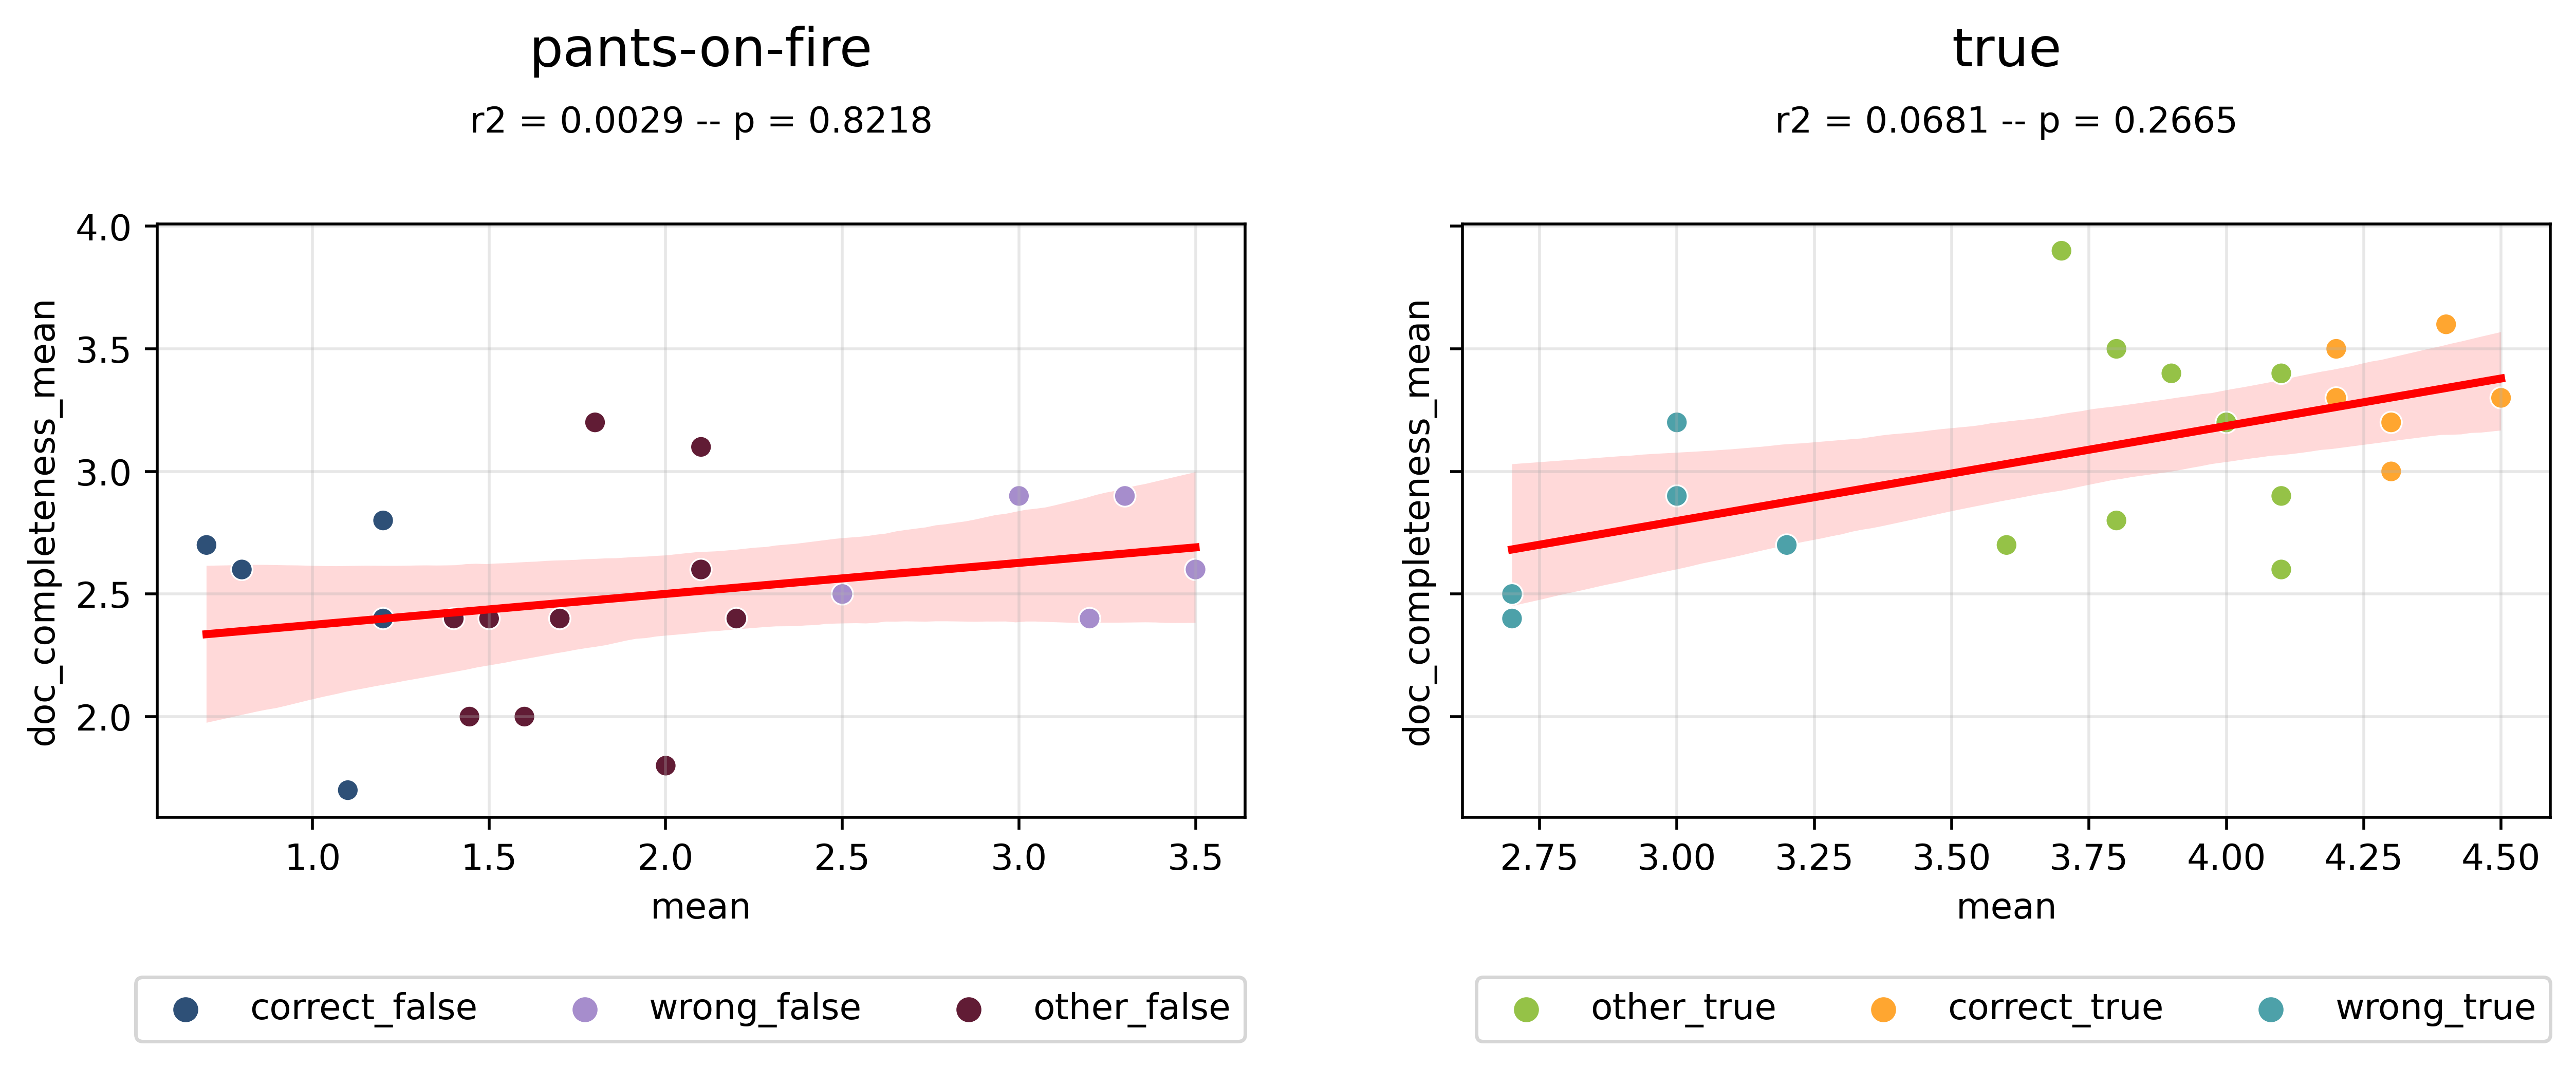 pants-on-fire
r2 = 0.0029 -- p = 0.8218
doc_completeness_mean
4.0
3.5
3.0
2.5
2.0
1.0 1.5 2.0 2.5 3.0 3.5
mean
correct_false wrong_false other_false
true
r2 = 0.0681 -- p = 0.2665
doc_completeness_mean
2.75 3.00 3.25 3.50 3.75 4.00 4.25 4.50
mean
other_true correct_true wrong_true